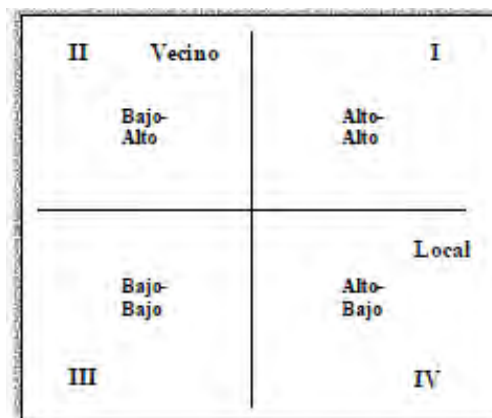 II Vecino I
Bajo- Alto-
Alto Alto
Local
Bajo- Alto-
Bajo Bajo
III IV